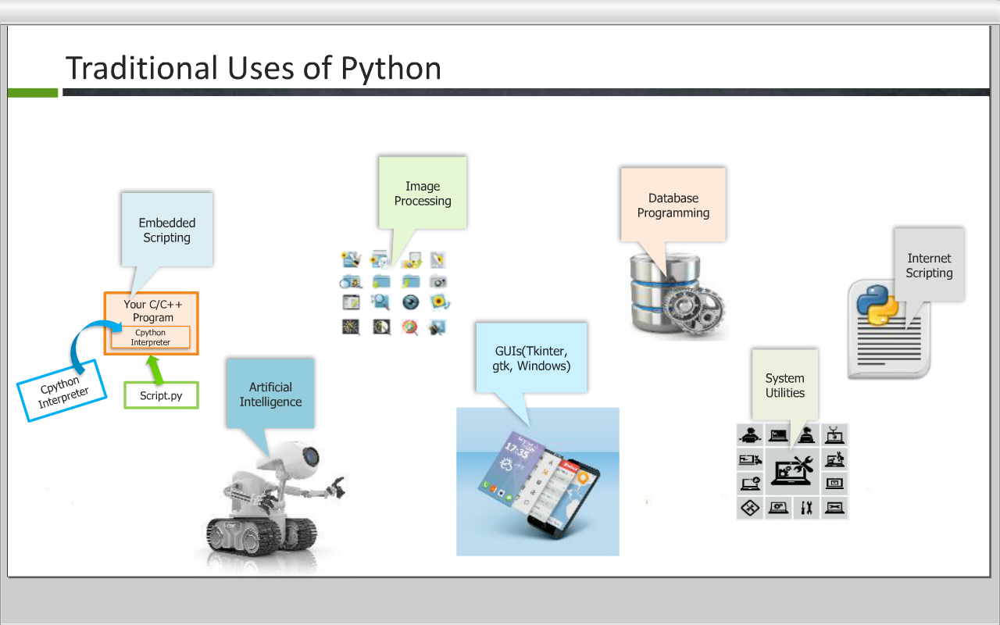 Traditional Uses of Python
Embedded
Scripting
Your C/C++
Program
Cpython
Interpreter
Cpython
Interpreter
Script.py
Artificial
Intelligence
Image
Processing
GUIs(Tkinter,
gtk, Windows)
17:35
Database
Programming
System
Utilities
Internet
Scripting